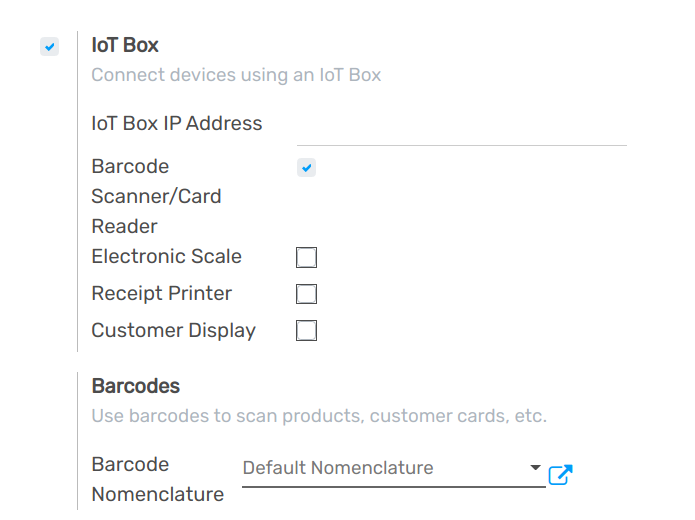 IoT Box
Connect devices using an IoT Box
IoT Box IP Address
Barcode
Scanner/Card
Reader
Electronic Scale
Receipt Printer
Customer Display
Barcodes
Use barcodes to scan products, customer cards, etc.
Barcode
Nomenclature
Default Nomenclature